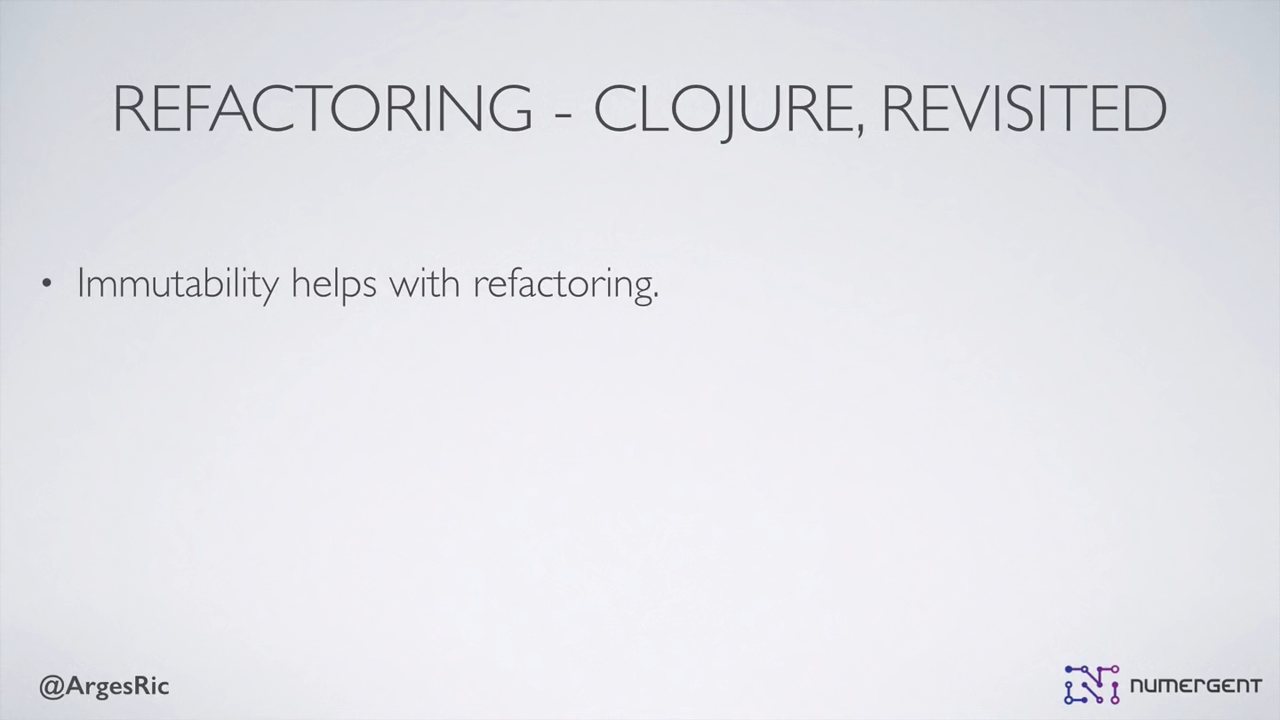 REFACTORING - CLOJURE, REVISITED
• Immutability helps with refactoring.
@ArgesRic
NUMERGENT